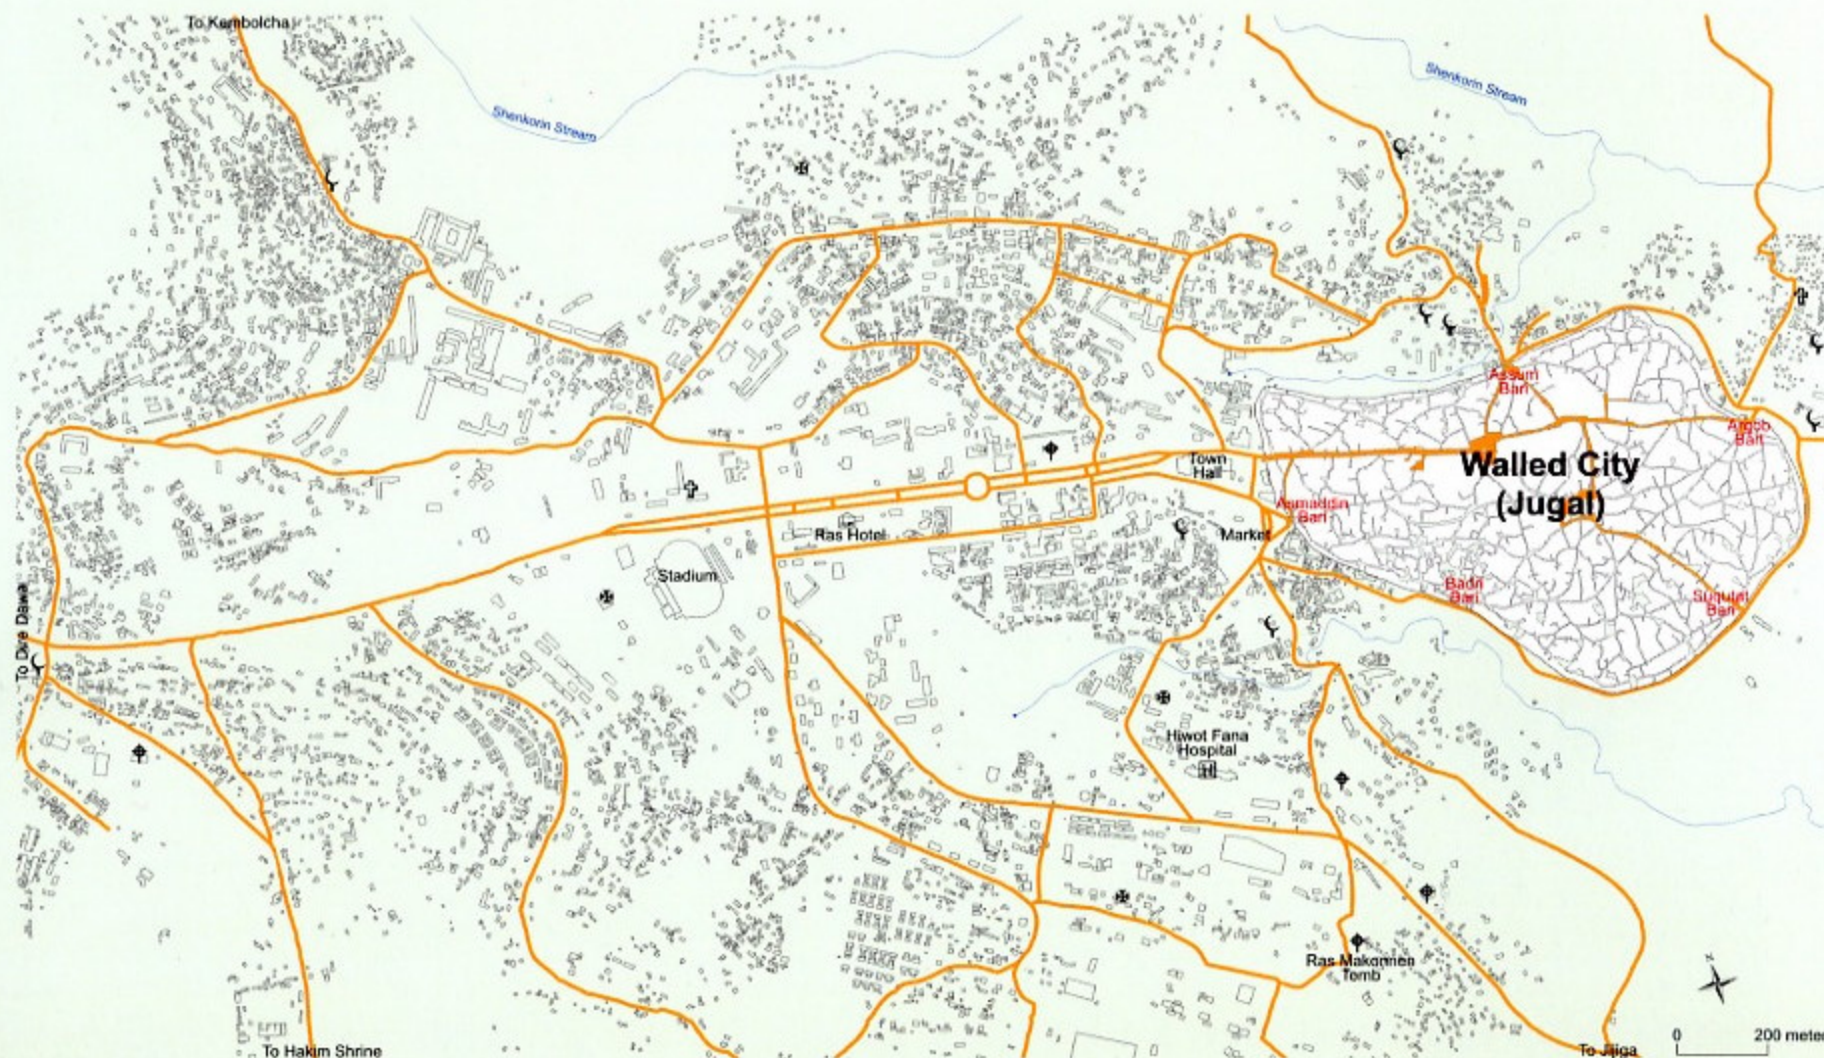 To Kembolcha
Shenkorin Stream
Shenkorin Stream
Assum
Bari
Argob
Bari
Town
Hall
Walled City
(Jugal)
Asmaddin
Bari
Ras Hotel
Market
Stadium
Badri
Bari
Suqutat
Bari
To Dire Dawa
Hiwot Fana
Hospital
H
Ras Makonnen
Tomb
N
0 200 meter
To Hakim Shrine
To Jijiga